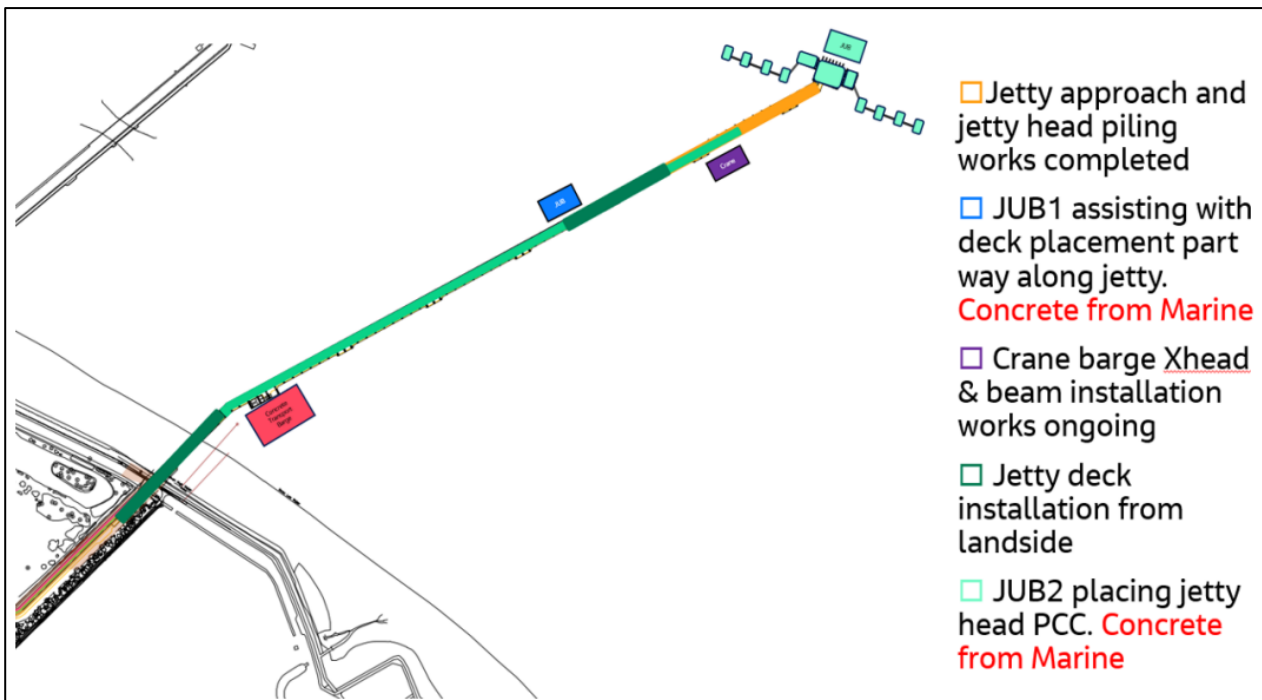 JUB
Crane
JUB
Concrete
Transport
Barge
Jetty approach and
jetty head piling
works completed
JUB1 assisting with
deck placement part
way along jetty.
Concrete from Marine
Crane barge Xhead
& beam installation
works ongoing
Jetty deck
installation from
landside
JUB2 placing jetty
head PCC. Concrete
from Marine